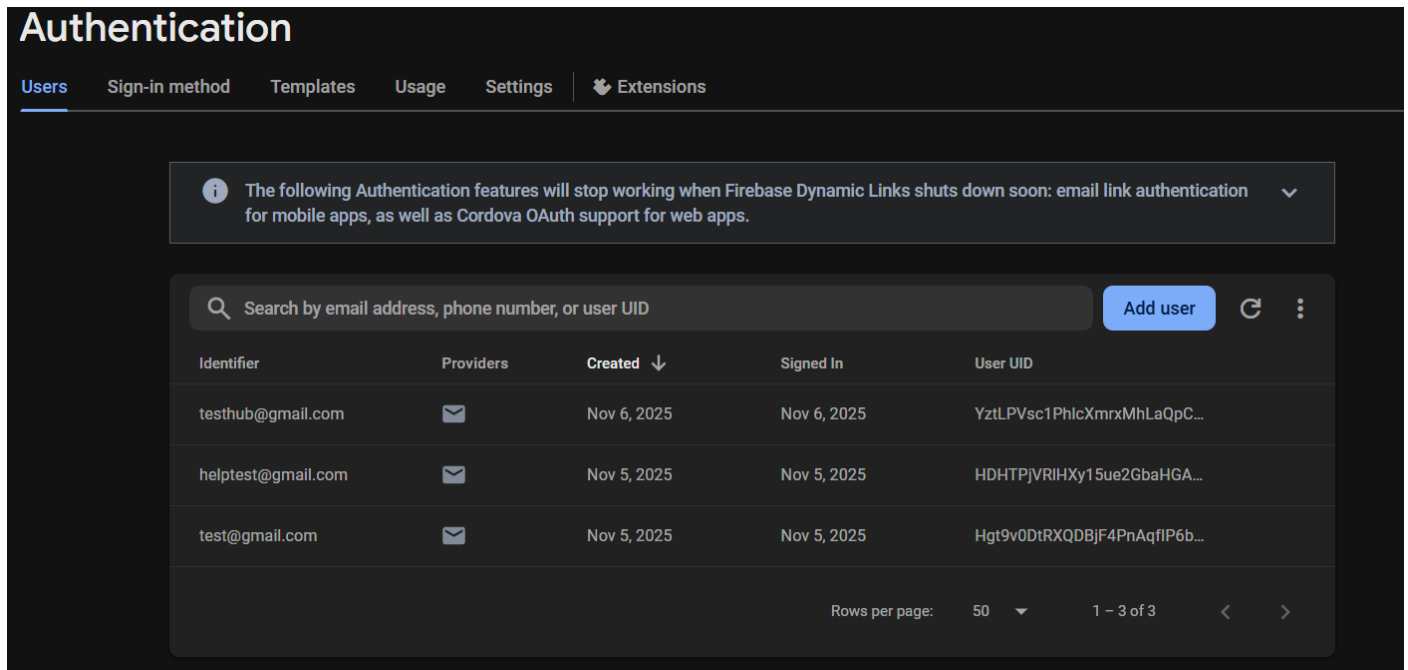 Authentication
Users Sign-in method Templates Usage Settings Extensions
The following Authentication features will stop working when Firebase Dynamic Links shuts down soon: email link authentication
for mobile apps, as well as Cordova OAuth support for web apps.
Search by email address, phone number, or user UID Add user
Identifier Providers Created Signed In User UID
testhub@gmail.com Nov 6, 2025 Nov 6, 2025 YztLPVsc1PhlcXmrxMhLaQpC...
helptest@gmail.com Nov 5, 2025 Nov 5, 2025 HDHTPjVRlHXy15ue2GbaHGA...
test@gmail.com Nov 5, 2025 Nov 5, 2025 Hgt9v0DtRXQDBjF4PnAqfIP6b...
Rows per page: 50 1 – 3 of 3